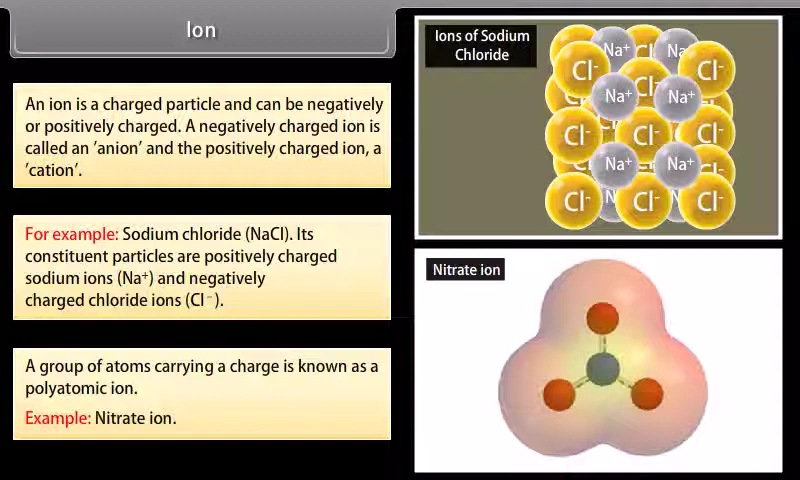 Ion
An ion is a charged particle and can be negatively
or positively charged. A negatively charged ion is
called an 'anion' and the positively charged ion, a
'cation'.
For example: Sodium chloride (NaCl). Its
constituent particles are positively charged
sodium ions (Na⁺) and negatively
charged chloride ions (Cl⁻).
A group of atoms carrying a charge is known as a
polyatomic ion.
Example: Nitrate ion.
Ions of Sodium
Chloride
Na⁺ Cl Na
Cl⁻ Cl⁻ Cl⁻
Na⁺ Na⁺
Cl⁻ Cl⁻ Cl⁻
Na⁺ Na⁺
Cl⁻ Cl⁻ Cl⁻
Nitrate ion